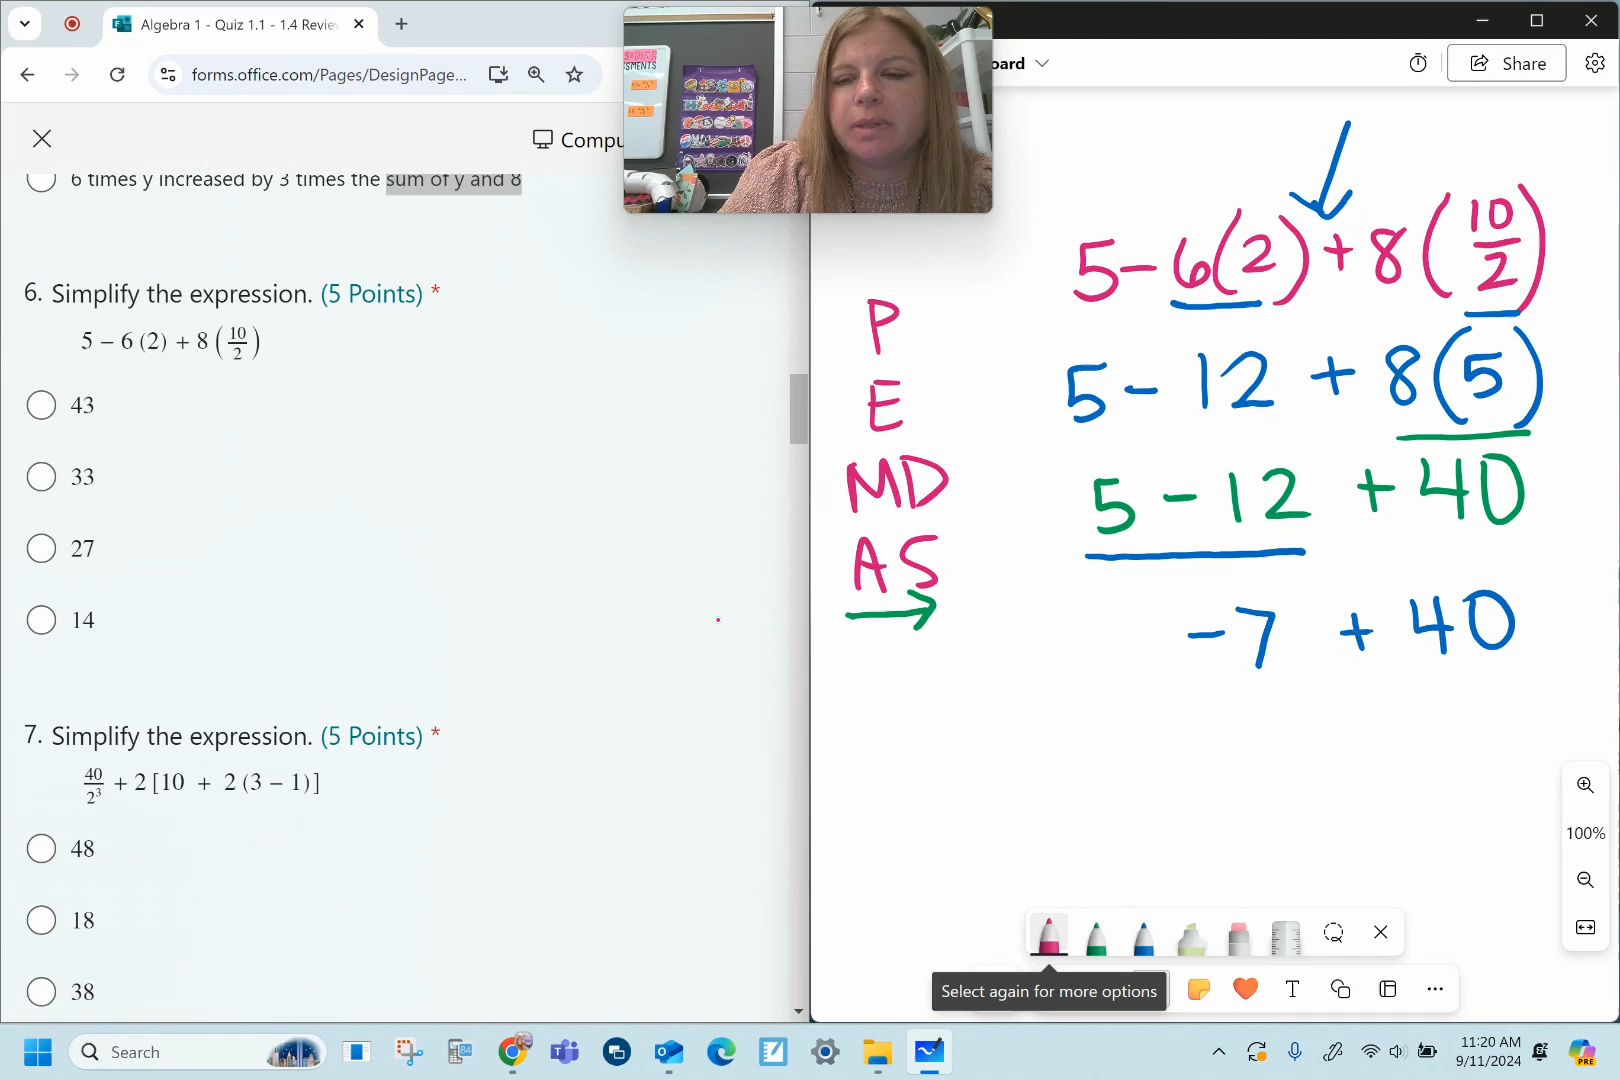 Algebra 1 - Quiz 1.1 - 1.4 Revie
forms.office.com/Pages/DesignPage...
Compu
SMENTS
oard
Share
6 times y increased by 3 times the sum of y and 8
6. Simplify the expression. (5 Points) *
5 − 6 (2) + 8 (10/2)
43
33
27
14
7. Simplify the expression. (5 Points) *
40/2³ + 2 [10 + 2 (3 − 1)]
48
18
38
P
E
MD
AS
5 - 6(2) + 8(10/2)
5 - 12 + 8(5)
5 - 12 + 40
-7 + 40
100%
Select again for more options
T
Search
11:20 AM
9/11/2024
PRE